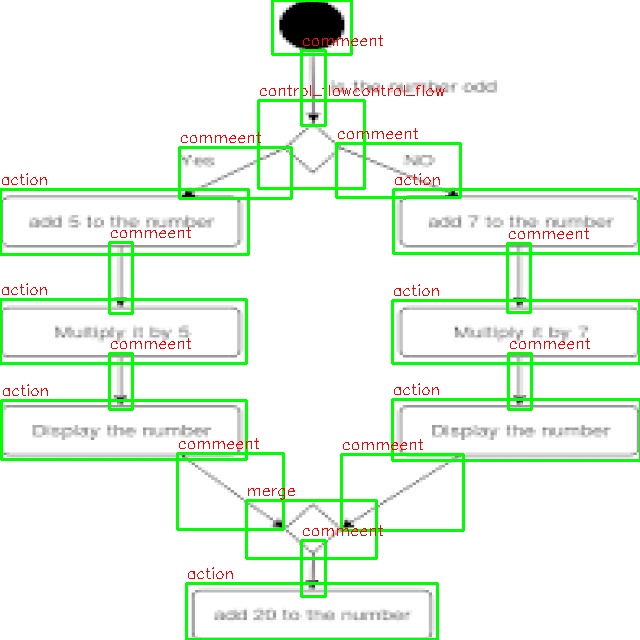 commeent
is the number odd
control_flowcontrol_flow
commeent
commeent
Yes
NO
action
action
add 5 to the number
add 7 to the number
commeent
commeent
action
action
Multiply it by 5
Multiply it by 7
commeent
commeent
action
action
Display the number
Display the number
commeent
commeent
merge
commeent
action
add 20 to the number